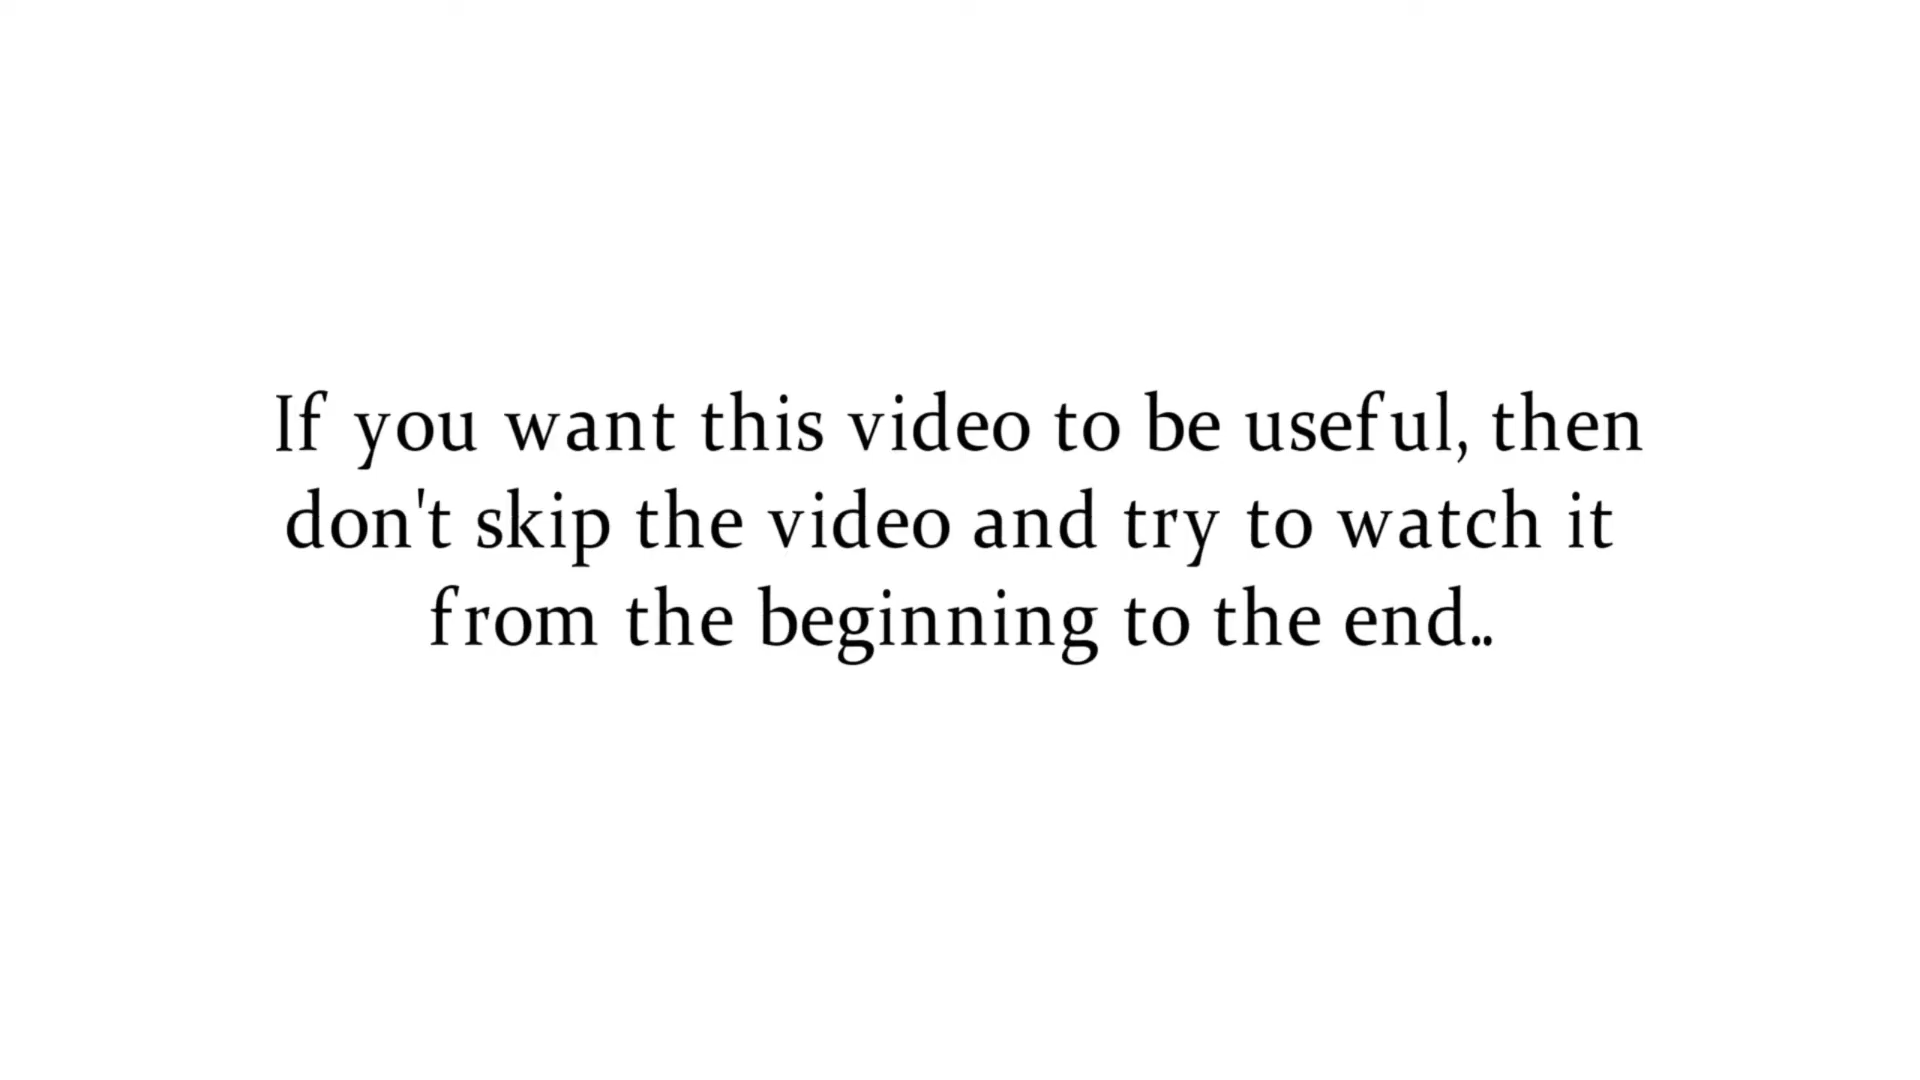 If you want this video to be useful, then
don't skip the video and try to watch it
from the beginning to the end..